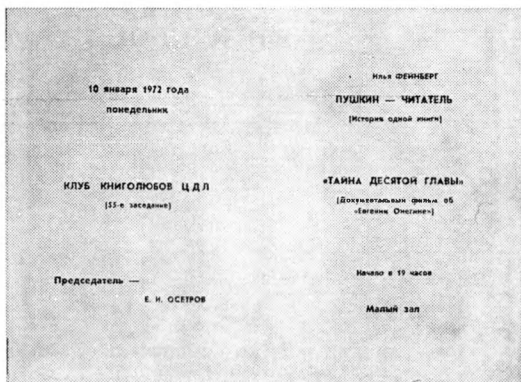 10 января 1972 года
понедельник
КЛУБ КНИГОЛЮБОВ ЦДЛ
(55-е заседание)
Председатель —
Е. И. ОСЕТРОВ
Илья ФЕЙНБЕРГ
ПУШКИН — ЧИТАТЕЛЬ
(История одной книги)
«ТАЙНА ДЕСЯТОЙ ГЛАВЫ»
(Документальный фильм об
«Евгении Онегине»)
Начало в 19 часов
Малый зал